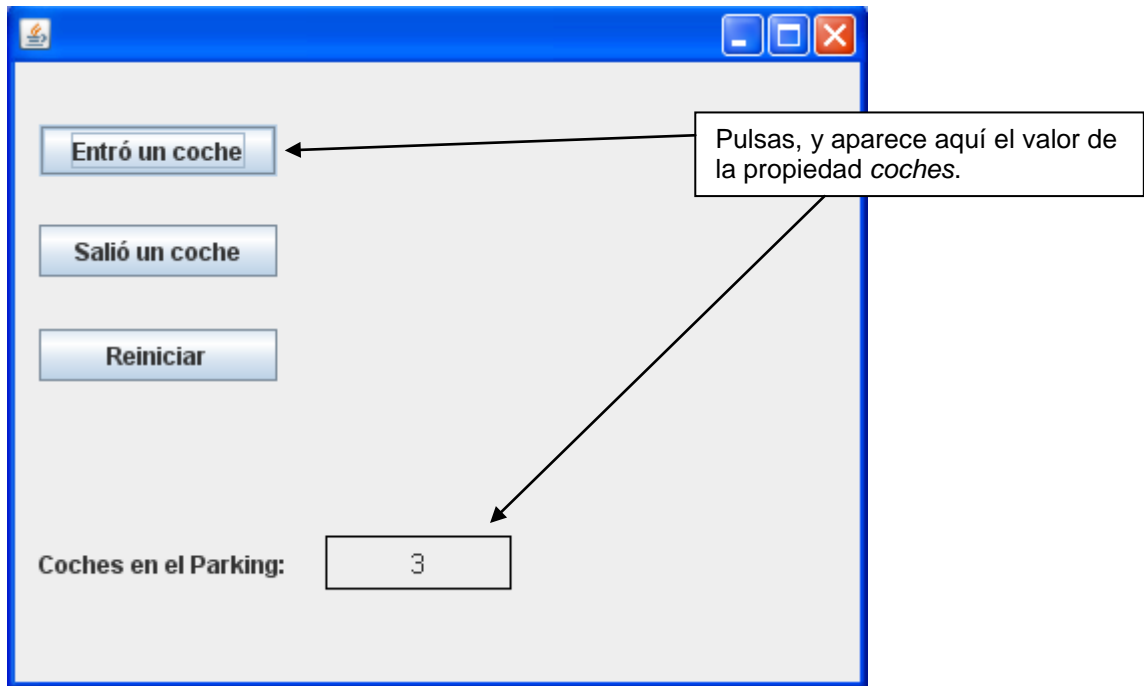 Entró un coche
Pulsas, y aparece aquí el valor de
la propiedad coches.
Salió un coche
Reiniciar
Coches en el Parking:
3